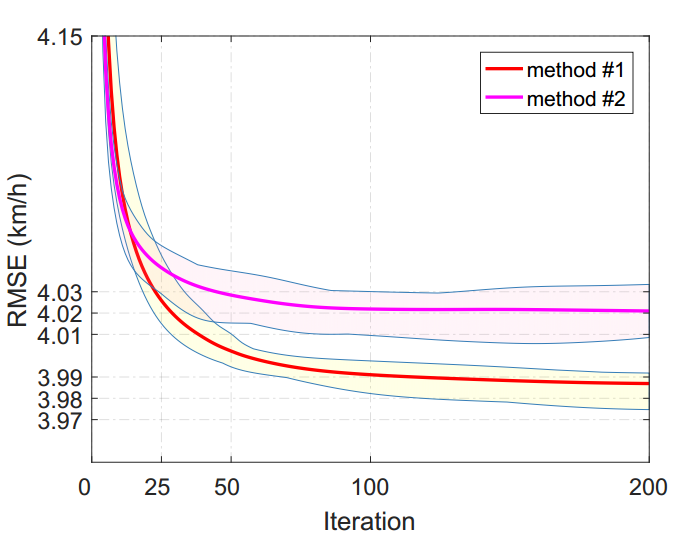 4.15
method #1
method #2
RMSE (km/h)
4.03
4.02
4.01
3.99
3.98
3.97
0 25 50 100 200
Iteration